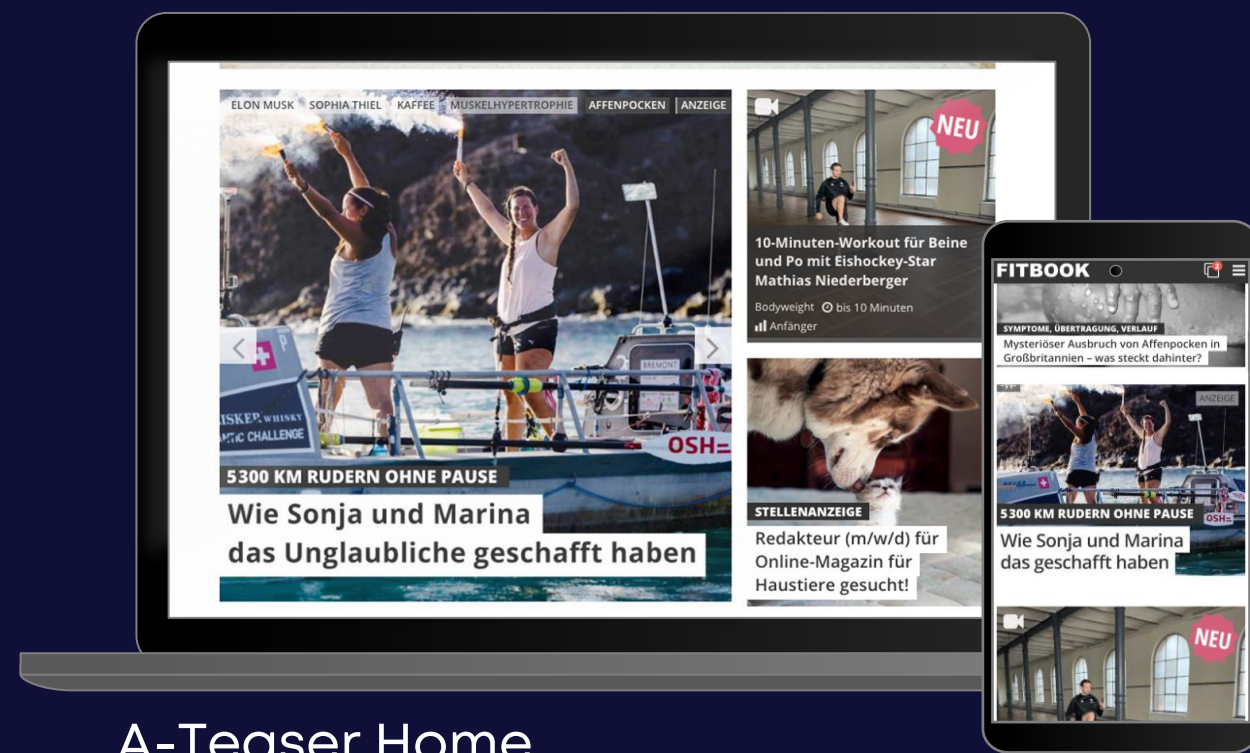 ELON MUSK SOPHIA THIEL KAFFEE MUSKELHYPERTROPHIE AFFENPOCKEN ANZEIGE
P
BREMONT
WHISKY
CHALLENGE
5300 KM RUDERN OHNE PAUSE
Wie Sonja und Marina
das Unglaubliche geschafft haben
NEU
10-Minuten-Workout für Beine
und Po mit Eishockey-Star
Mathias Niederberger
Bodyweight bis 10 Minuten
Anfänger
STELLENANZEIGE
Redakteur (m/w/d) für
Online-Magazin für
Haustiere gesucht!
FITBOOK 2
SYMPTOME, ÜBERTRAGUNG, VERLAUF
Mysteriöser Ausbruch von Affenpocken in
Großbritannien – was steckt dahinter?
ANZEIGE
5300 KM RUDERN OHNE PAUSE
Wie Sonja und Marina
das geschafft haben
NEU
A-Teaser Home